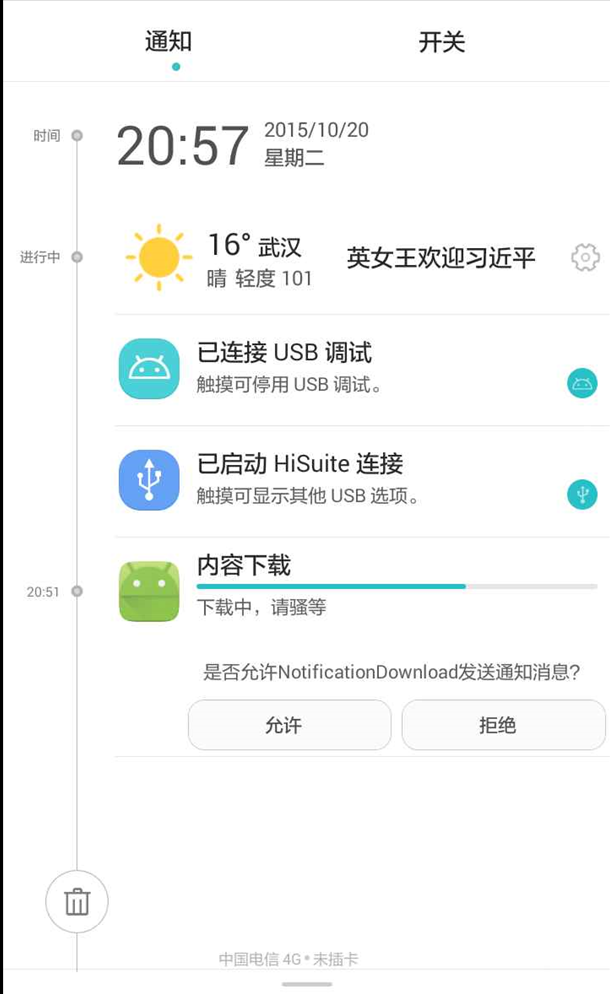 通知
开关
时间
20:57
2015/10/20
星期二
进行中
16° 武汉
晴 轻度 101
英女王欢迎习近平
已连接 USB 调试
触摸可停用 USB 调试。
已启动 HiSuite 连接
触摸可显示其他 USB 选项。
20:51
内容下载
下载中，请骚等
是否允许NotificationDownload发送通知消息?
允许
拒绝
中国电信 4G • 未插卡